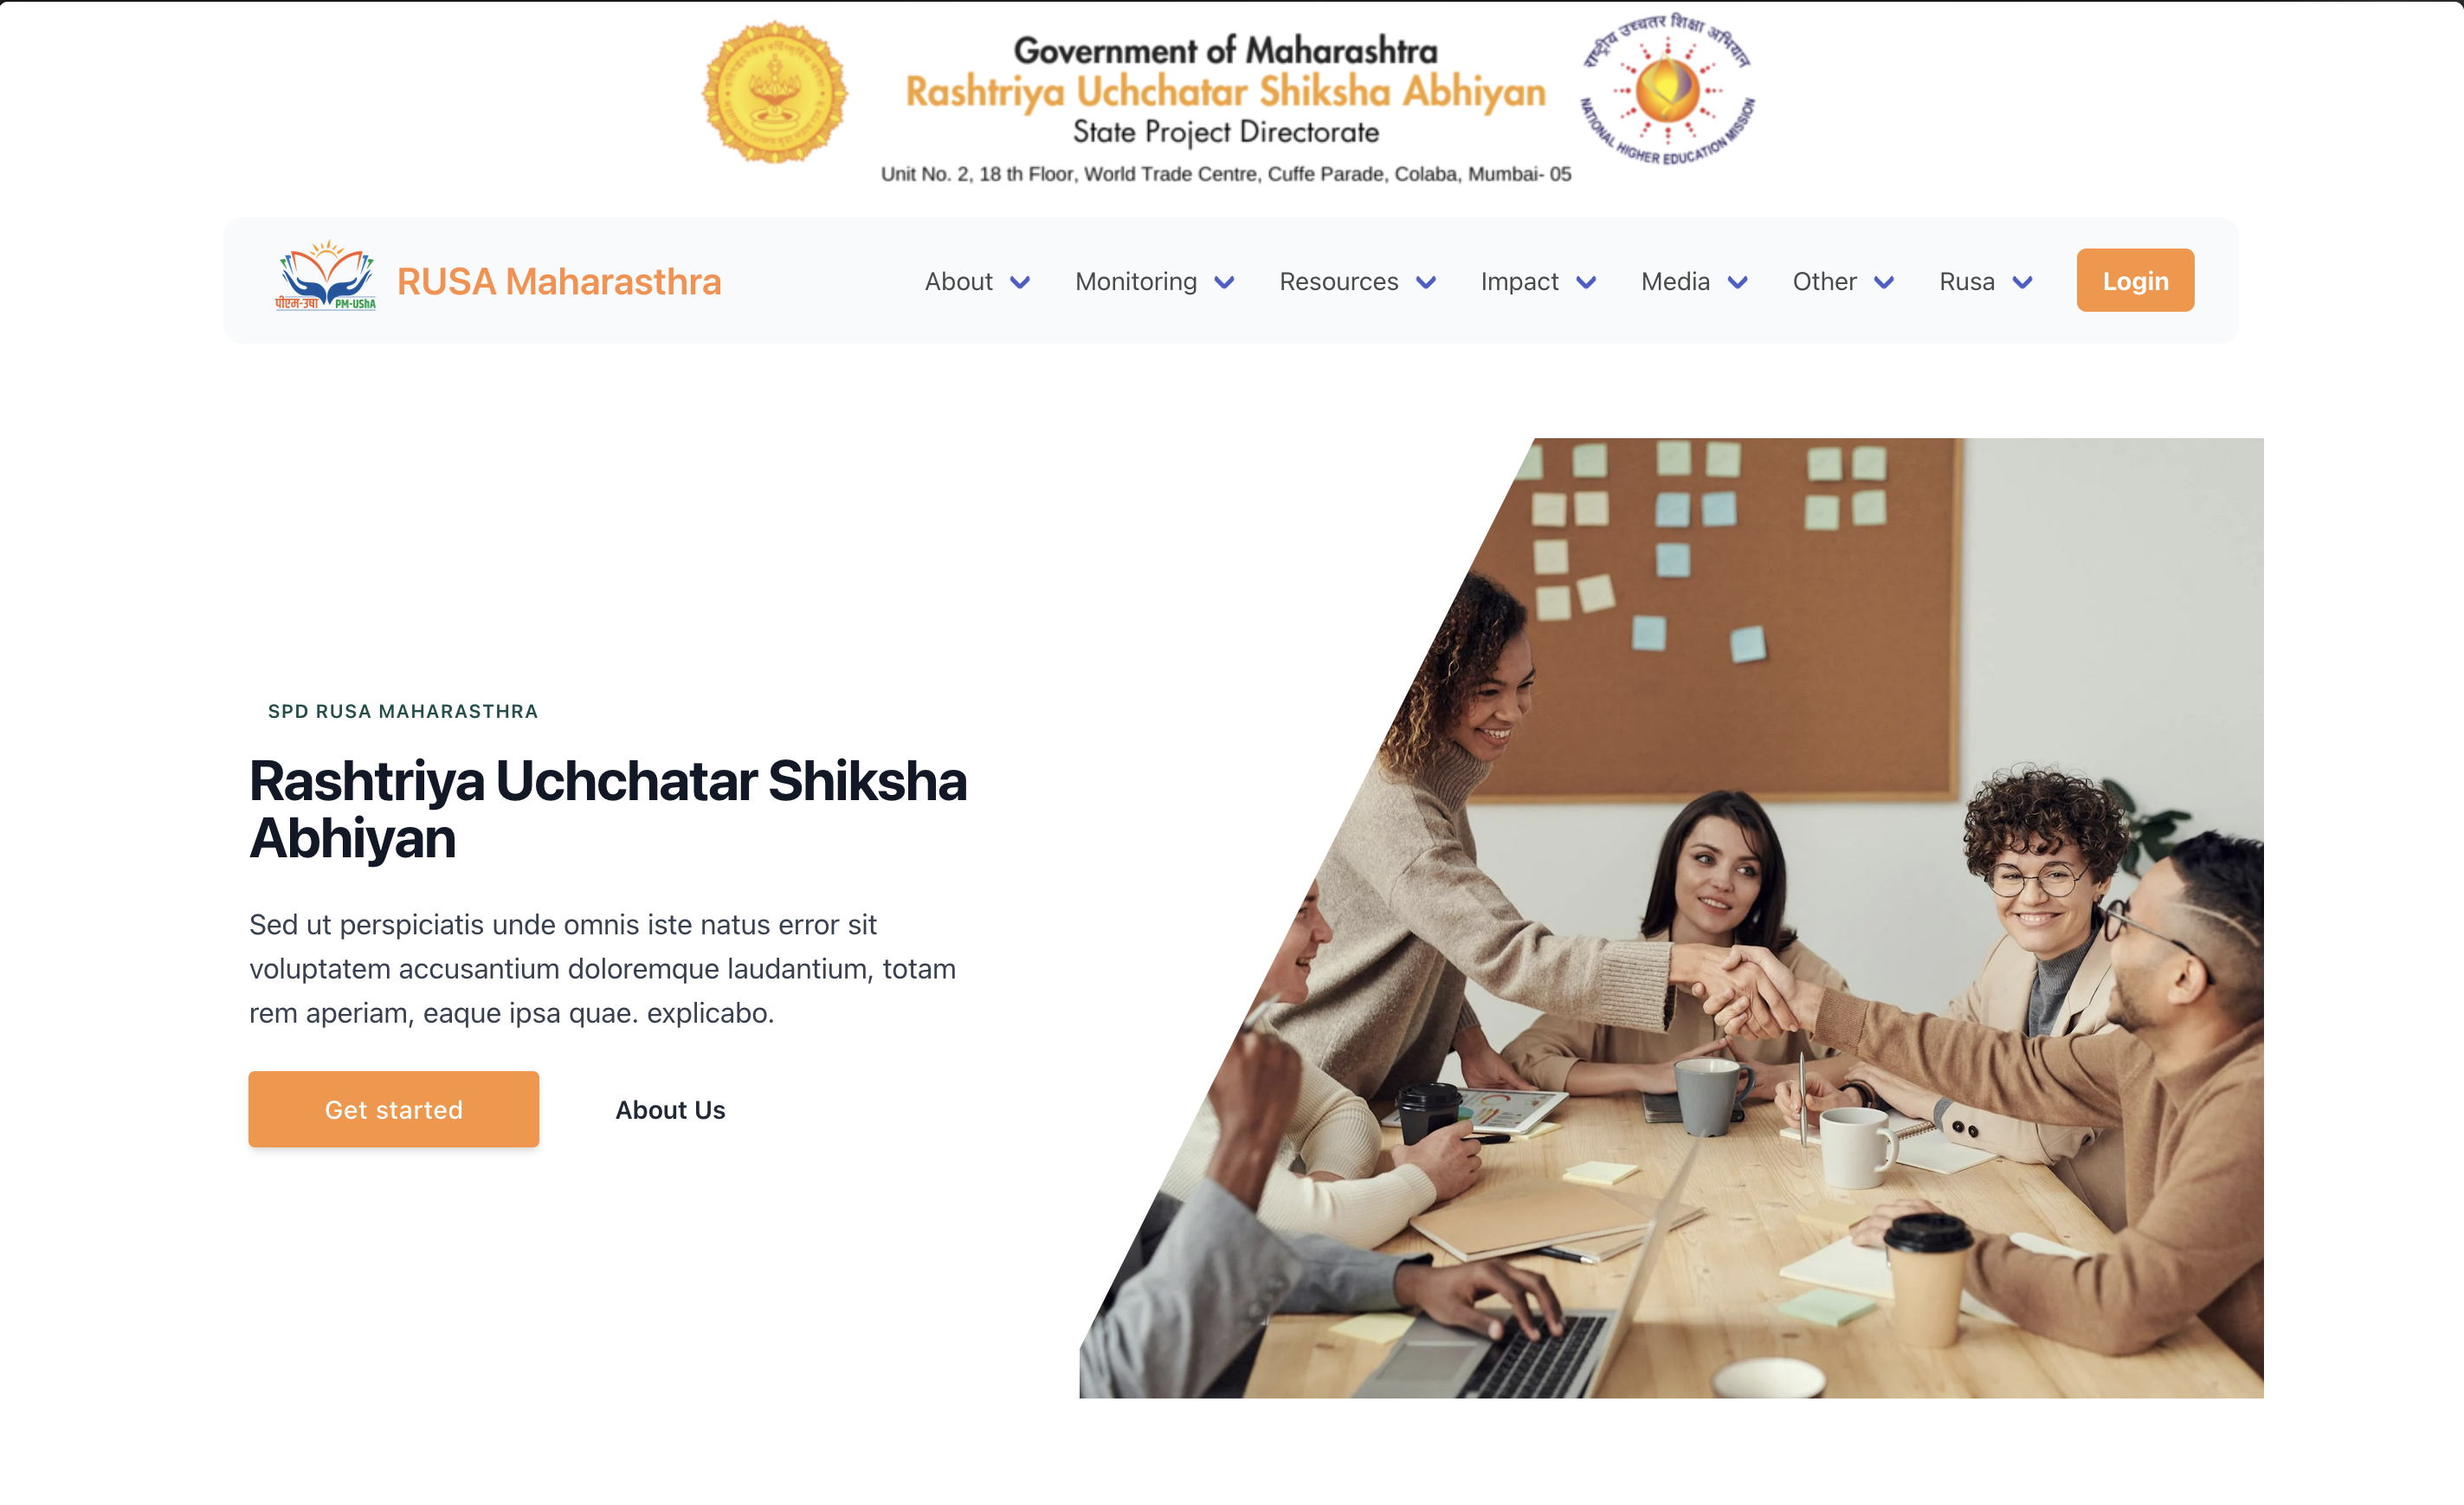 Government of Maharashtra
Rashtriya Uchchatar Shiksha Abhiyan
State Project Directorate
Unit No. 2, 18 th Floor, World Trade Centre, Cuffe Parade, Colaba, Mumbai- 05
राष्ट्रीय उच्चतर शिक्षा अभियान
NATIONAL HIGHER EDUCATION MISSION
पीएम-उषा PM-UShA
RUSA Maharasthra
About Monitoring Resources Impact Media Other Rusa Login
SPD RUSA MAHARASTHRA
Rashtriya Uchchatar Shiksha
Abhiyan
Sed ut perspiciatis unde omnis iste natus error sit
voluptatem accusantium doloremque laudantium, totam
rem aperiam, eaque ipsa quae. explicabo.
Get started About Us